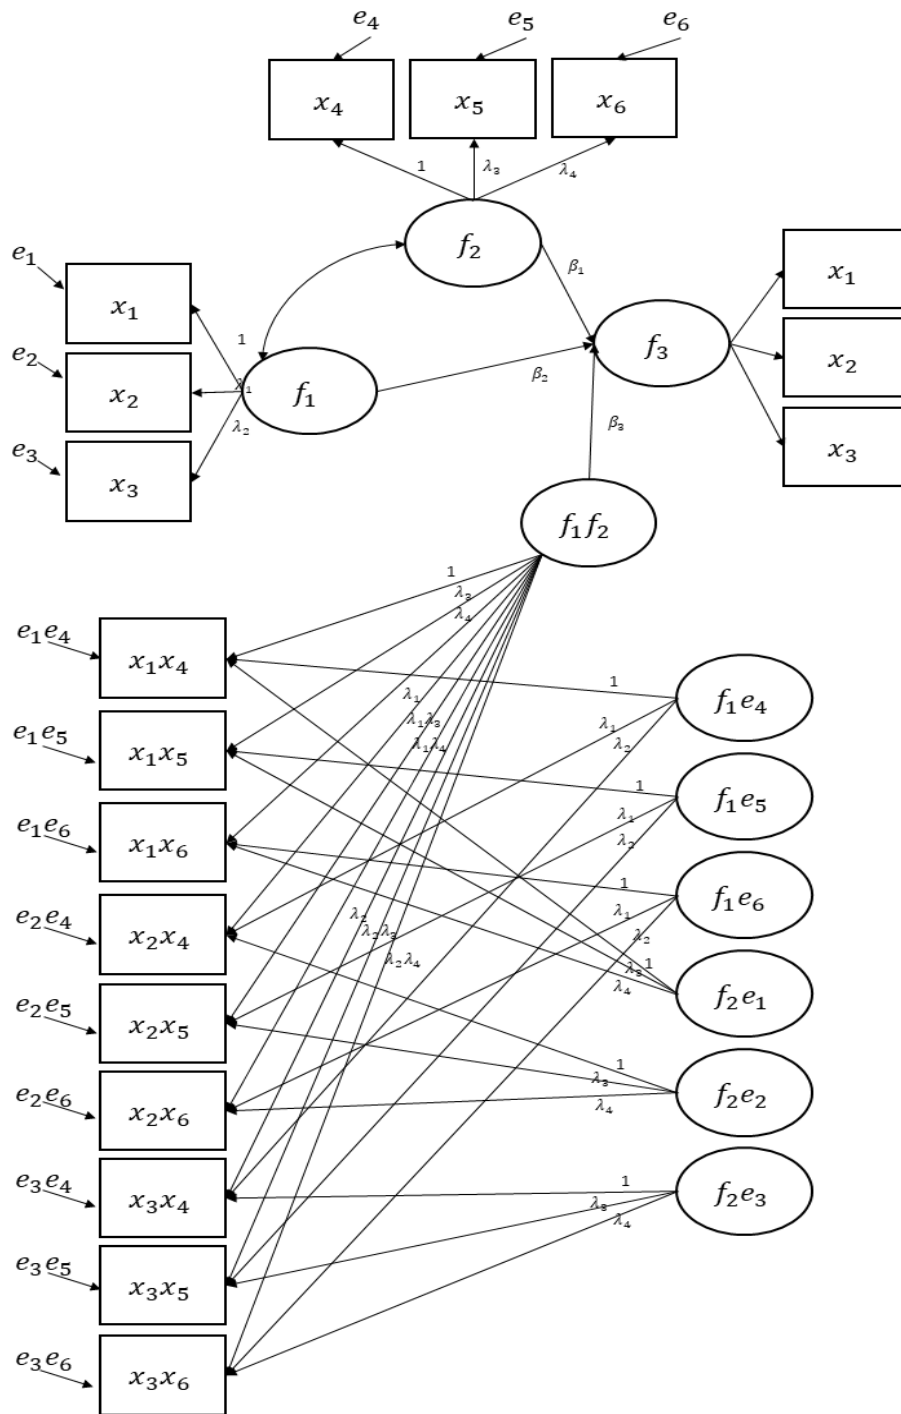 e₄
e₅
e₆
x₄
x₅
x₆
1
λ₃
λ₄
f₂
e₁
x₁
1
β₁
x₁
e₂
x₂
λ₁
f₁
β₂
f₃
x₂
e₃
x₃
λ₂
β₃
x₃
f₁f₂
1
λ₃
λ₄
e₁e₄
x₁x₄
1
f₁e₄
λ₁
λ₁λ₃
λ₁λ₄
λ₁
λ₂
e₁e₅
x₁x₅
1
f₁e₅
λ₁
λ₂
e₁e₆
x₁x₆
1
f₁e₆
λ₁
λ₂
e₂e₄
x₂x₄
λ₂
λ₂λ₃
λ₂λ₄
λ₃
1
λ₄
f₂e₁
e₂e₅
x₂x₅
1
λ₃
λ₄
f₂e₂
e₂e₆
x₂x₆
e₃e₄
x₃x₄
1
λ₃
λ₄
f₂e₃
e₃e₅
x₃x₅
e₃e₆
x₃x₆